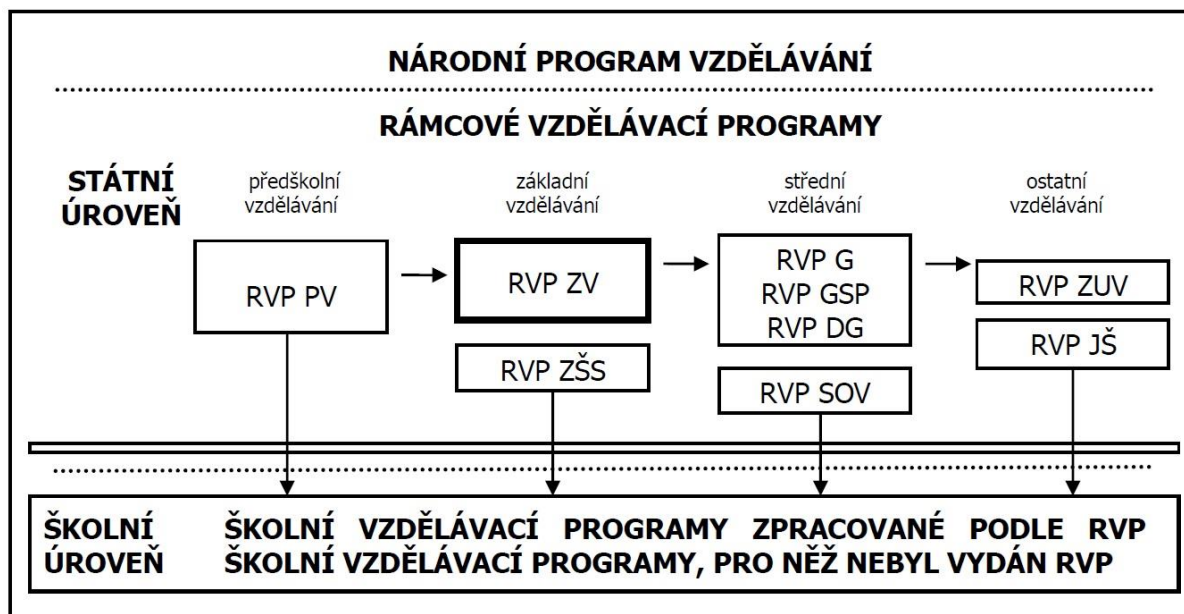 NÁRODNÍ PROGRAM VZDĚLÁVÁNÍ
RÁMCOVÉ VZDĚLÁVACÍ PROGRAMY
STÁTNÍ
ÚROVEŇ
předškolní
vzdělávání
základní
vzdělávání
střední
vzdělávání
ostatní
vzdělávání
RVP PV
RVP ZV
RVP ZŠS
RVP G
RVP GSP
RVP DG
RVP SOV
RVP ZUV
RVP JŠ
ŠKOLNÍ
ÚROVEŇ
ŠKOLNÍ VZDĚLÁVACÍ PROGRAMY ZPRACOVANÉ PODLE RVP
ŠKOLNÍ VZDĚLÁVACÍ PROGRAMY, PRO NĚŽ NEBYL VYDÁN RVP